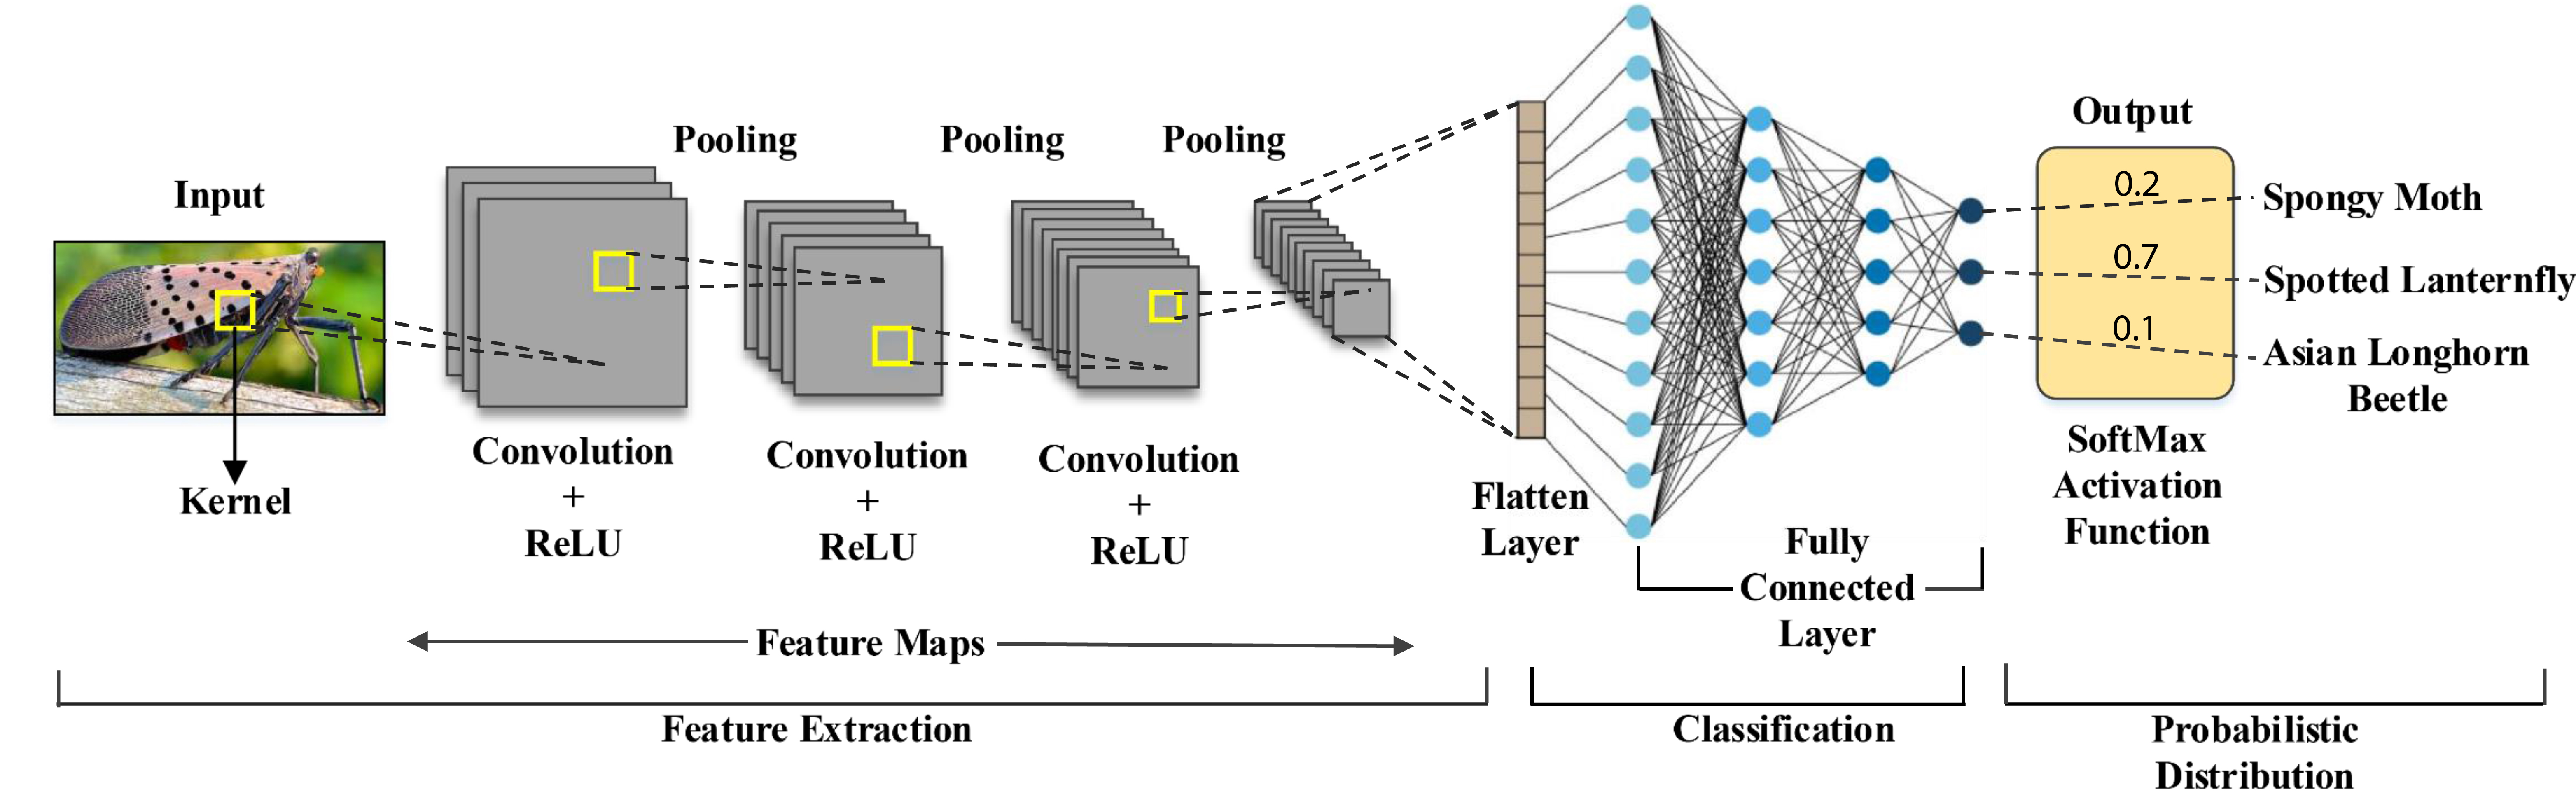 Input
Kernel
Pooling
Pooling
Pooling
Convolution
+
ReLU
Convolution
+
ReLU
Convolution
+
ReLU
Feature Maps
Feature Extraction
Flatten
Layer
Fully
Connected
Layer
Classification
Output
0.2
0.7
0.1
SoftMax
Activation
Function
Spongy Moth
Spotted Lanternfly
Asian Longhorn
Beetle
Probabilistic
Distribution